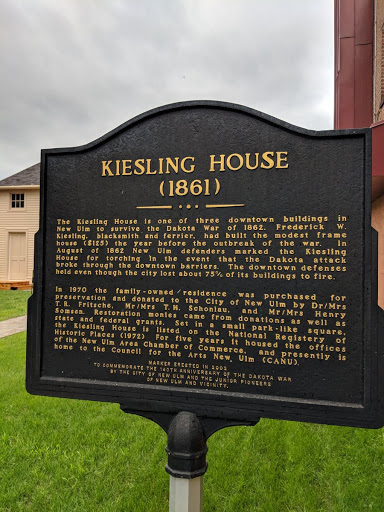 KIESLING HOUSE
(1861)
The Kiesling House is one of three downtown buildings in
New Ulm to survive the Dakota War of 1862. Frederick W.
Kiesling, blacksmith and ferrier, had built the modest frame
house ($125) the year before the outbreak of the war. In
August of 1862 New Ulm defenders marked the Kiesling
House for torching in the event that the Dakota attack
broke through the downtown barriers. The downtown defenses
held even though the city lost about 75% of its buildings to fire.
In 1970 the family-owned residence was purchased for
preservation and donated to the City of New Ulm by Dr/Mrs
T. R. Fritsche, Mr/Mrs T. H. Schonlau, and Mr/Mrs Henry
Somsen. Restoration monies came from donations as well as
state and federal grants. Set in a small park-like square,
the Kiesling House is listed on the National Registery of
Historic Places (1972) For five years it housed the offices
of the New Ulm Area Chamber of Commerce, and presently is
home to the Council for the Arts New Ulm (CANU).
MARKER ERECTED IN 2003
TO COMMEMORATE THE 140TH ANNIVERSARY OF THE DAKOTA WAR
BY THE CITY OF NEW ULM AND THE JUNIOR PIONEERS
OF NEW ULM AND VICINITY.